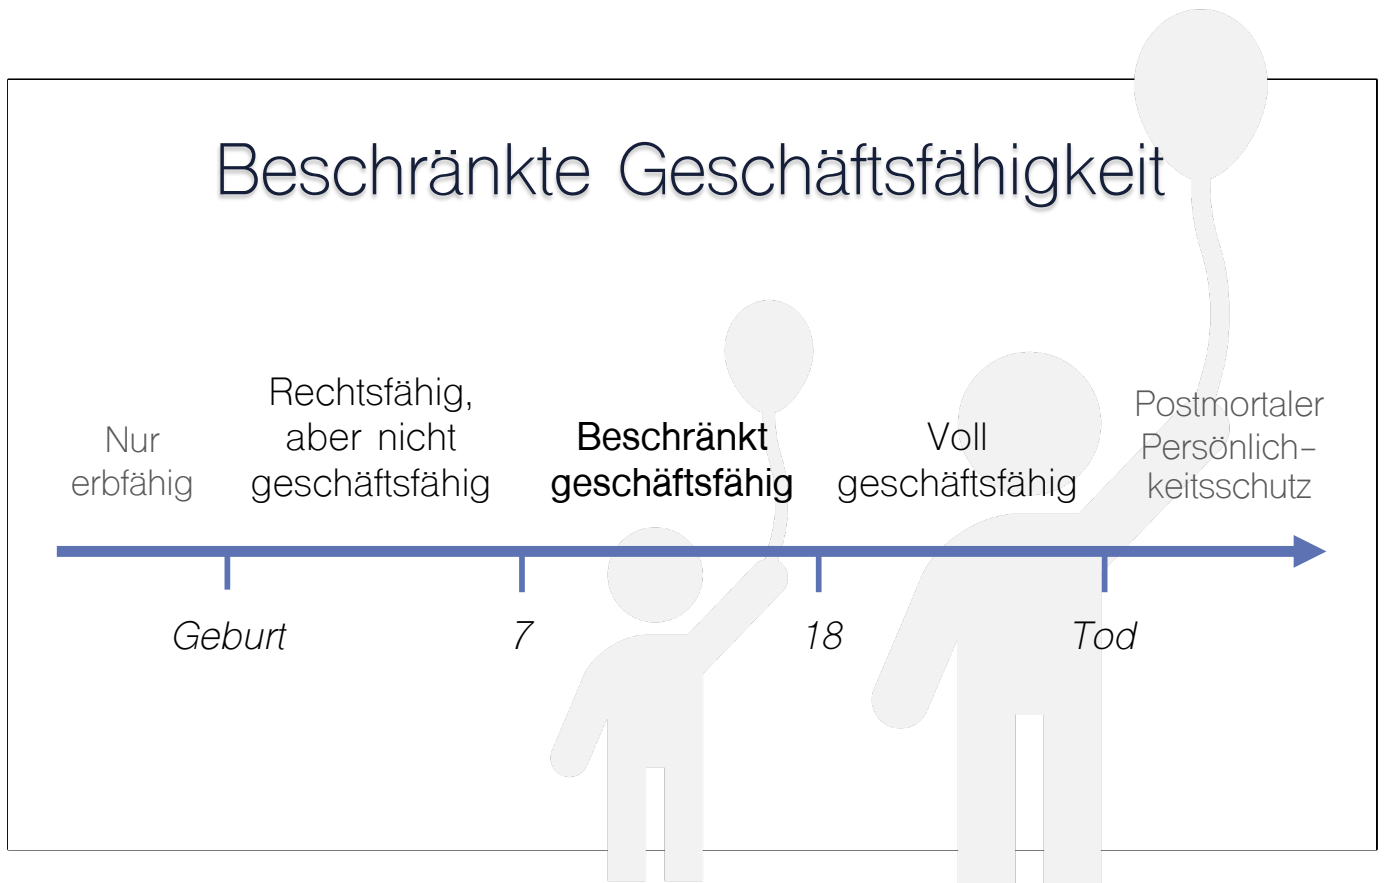 Beschränkte Geschäftsfähigkeit
Nur
erbfähig
Rechtsfähig,
aber nicht
geschäftsfähig
Beschränkt
geschäftsfähig
Voll
geschäftsfähig
Postmortaler
Persönlich-
keitsschutz
Geburt
7
18
Tod